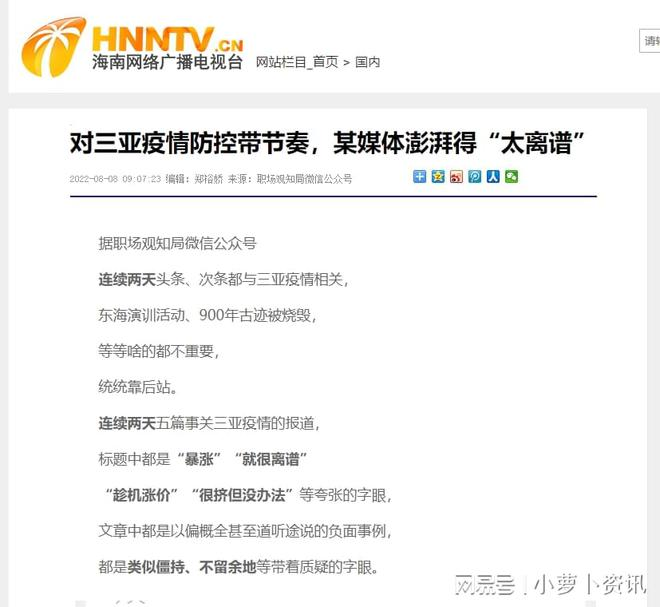 HNNTV.CN
海南网络广播电视台
网站栏目_首页 > 国内
对三亚疫情防控带节奏，某媒体澎湃得“太离谱”
2022-08-08 09:07:23 编辑：郑裕娇 来源：职场观知局微信公众号
据职场观知局微信公众号
连续两天头条、次条都与三亚疫情相关，
东海演训活动、900年古迹被烧毁，
等等啥的都不重要，
统统靠后站。
连续两天五篇事关三亚疫情的报道，
标题中都是“暴涨”“就很离谱”
“趁机涨价”“很挤但没办法”等夸张的字眼，
文章中都是以偏概全甚至道听途说的负面事例，
都是类似僵持、不留余地等带着质疑的字眼。
网易号 | 小萝卜资讯